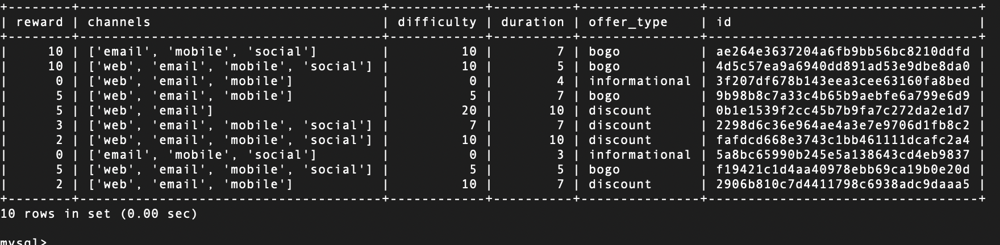 +--------+--------------------------------------+------------+----------+---------------+----------------------------------+
| reward | channels                             | difficulty | duration | offer_type    | id                               |
+--------+--------------------------------------+------------+----------+---------------+----------------------------------+
|     10 | ['email', 'mobile', 'social']        |         10 |        7 | bogo          | ae264e3637204a6fb9bb56bc8210ddfd |
|     10 | ['web', 'email', 'mobile', 'social'] |         10 |        5 | bogo          | 4d5c57ea9a6940dd891ad53e9dbe8da0 |
|      0 | ['web', 'email', 'mobile']           |          0 |        4 | informational | 3f207df678b143eea3cee63160fa8bed |
|      5 | ['web', 'email', 'mobile']           |          5 |        7 | bogo          | 9b98b8c7a33c4b65b9aebfe6a799e6d9 |
|      5 | ['web', 'email']                     |         20 |       10 | discount      | 0b1e1539f2cc45b7b9fa7c272da2e1d7 |
|      3 | ['web', 'email', 'mobile', 'social'] |          7 |        7 | discount      | 2298d6c36e964ae4a3e7e9706d1fb8c2 |
|      2 | ['web', 'email', 'mobile', 'social'] |         10 |       10 | discount      | fafdcd668e3743c1bb461111dcafc2a4 |
|      0 | ['email', 'mobile', 'social']        |          0 |        3 | informational | 5a8bc65990b245e5a138643cd4eb9837 |
|      5 | ['web', 'email', 'mobile', 'social'] |          5 |        5 | bogo          | f19421c1d4aa40978ebb69ca19b0e20d |
|      2 | ['web', 'email', 'mobile']           |         10 |        7 | discount      | 2906b810c7d4411798c6938adc9daaa5 |
+--------+--------------------------------------+------------+----------+---------------+----------------------------------+
10 rows in set (0.00 sec)
mysql>